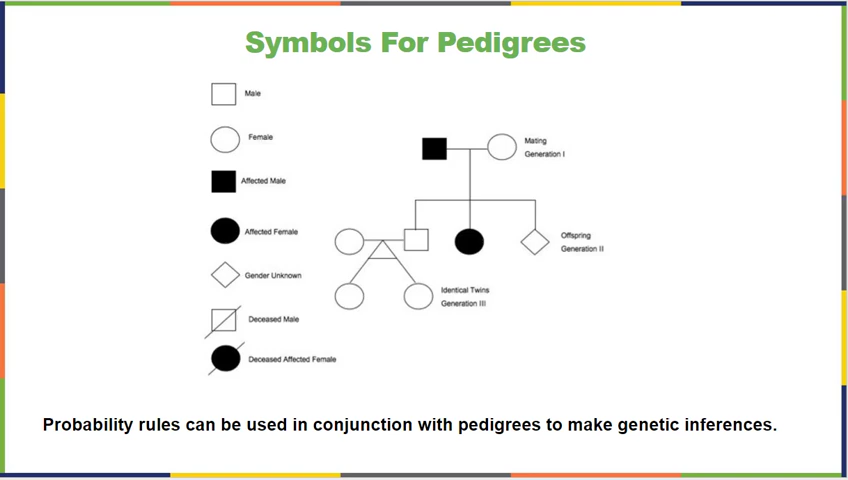 Symbols For Pedigrees
Male
Female
Affected Male
Affected Female
Gender Unknown
Deceased Male
Deceased Affected Female
Mating
Generation I
Offspring
Generation II
Identical Twins
Generation III
Probability rules can be used in conjunction with pedigrees to make genetic inferences.